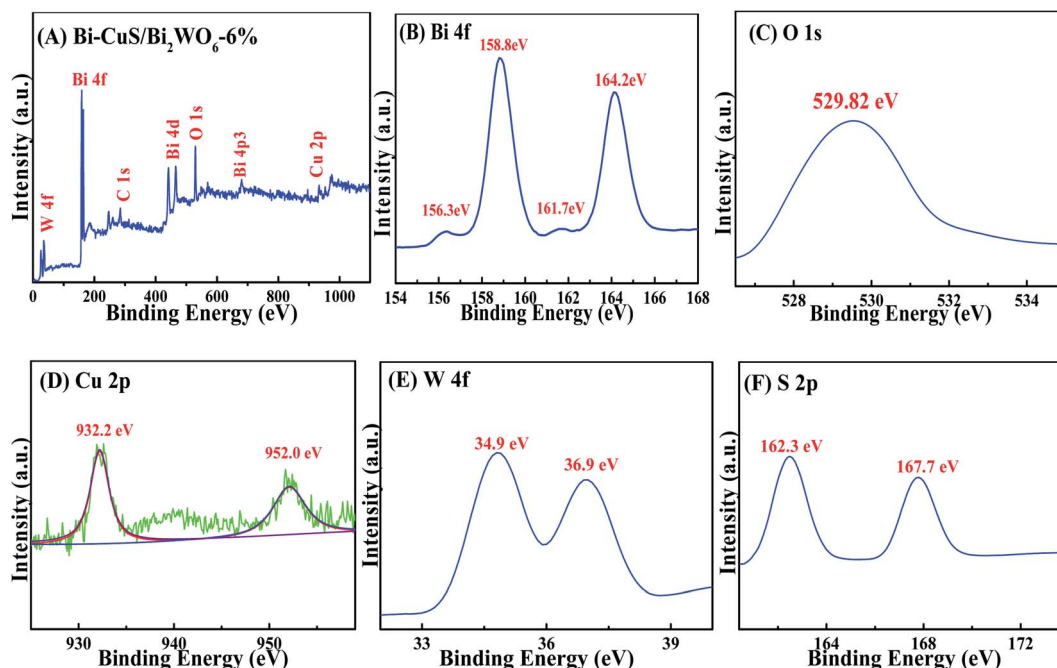 (A) Bi-CuS/Bi₂WO₆-6%
Intensity (a.u.)
W 4f
Bi 4f
C 1s
Bi 4d
O 1s
Bi 4p3
Cu 2p
0 200 400 600 800 1000
Binding Energy (eV)
(B) Bi 4f
Intensity (a.u.)
156.3eV
158.8eV
161.7eV
164.2eV
154 156 158 160 162 164 166 168
Binding Energy (eV)
(C) O 1s
Intensity (a.u.)
529.82 eV
528 530 532 534
Binding Energy (eV)
(D) Cu 2p
Intensity (a.u.)
932.2 eV
952.0 eV
930 940 950
Binding Energy (eV)
(E) W 4f
Intensity (a.u.)
34.9 eV
36.9 eV
33 36 39
Binding Energy (eV)
(F) S 2p
Intensity (a.u.)
162.3 eV
167.7 eV
164 168 172
Binding Energy (eV)